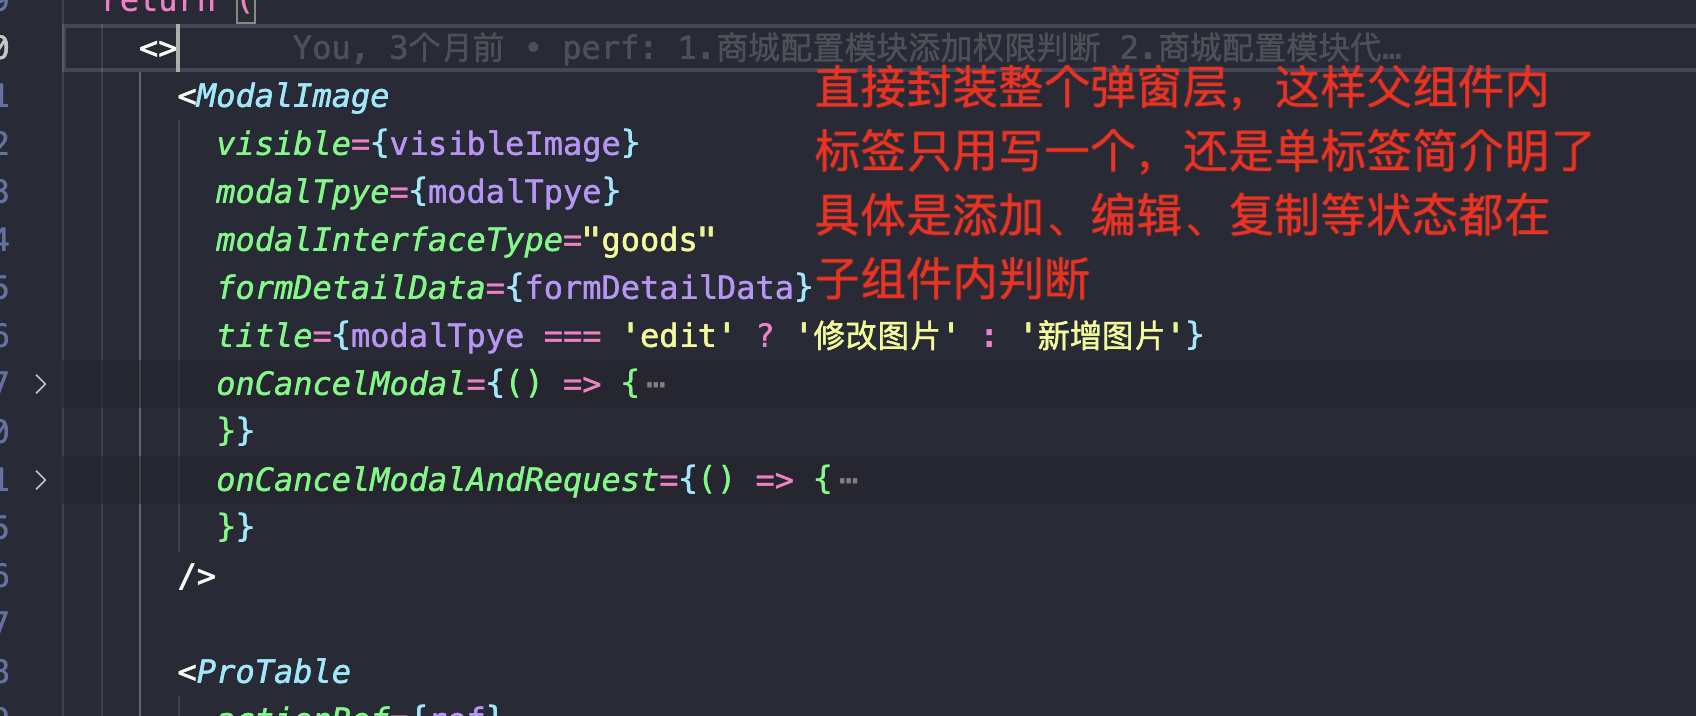 return (
<> You, 3个月前 • perf: 1.商城配置模块添加权限判断 2.商城配置模块代…
直接封装整个弹窗层，这样父组件内
<ModalImage
visible={visibleImage}
标签只用写一个，还是单标签简介明了
modalTpye={modalTpye}
具体是添加、编辑、复制等状态都在
modalInterfaceType="goods"
formDetailData={formDetailData}
子组件内判断
title={modalTpye === 'edit' ? '修改图片' : '新增图片'}
onCancelModal={() => {…
}}
onCancelModalAndRequest={() => {…
}}
/>
<ProTable
actionRef={ref}